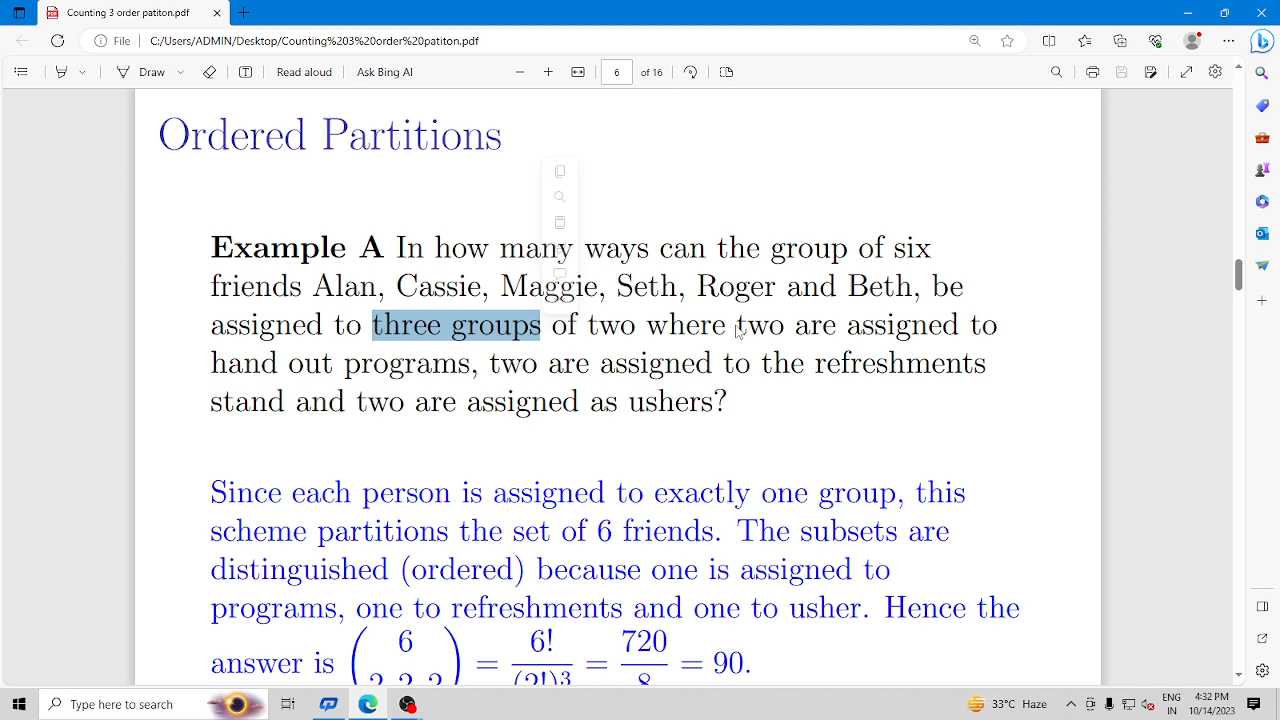 Counting 3 order patiton.pdf
File
C:/Users/ADMIN/Desktop/Counting%203%20order%20patiton.pdf
Draw
Read aloud
Ask Bing AI
6
of 16
Ordered Partitions
Example A In how many ways can the group of six
friends Alan, Cassie, Maggie, Seth, Roger and Beth, be
assigned to three groups of two where two are assigned to
hand out programs, two are assigned to the refreshments
stand and two are assigned as ushers?
Since each person is assigned to exactly one group, this
scheme partitions the set of 6 friends. The subsets are
distinguished (ordered) because one is assigned to
programs, one to refreshments and one to usher. Hence the
answer is (6 2, 2, 2) = 6!/(2!)³ = 720/8 = 90.
Type here to search
33°C Haze
ENG
IN
4:32 PM
10/14/2023